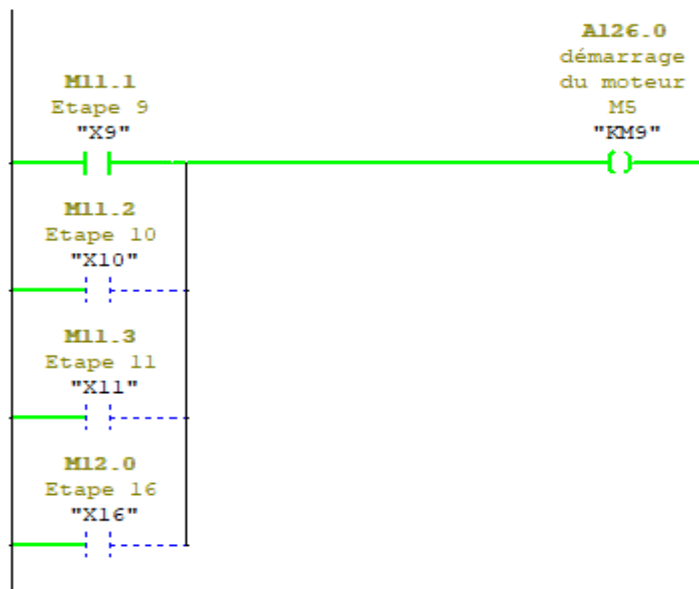 A126.0
démarrage
du moteur
M5
"KM9"
M11.1
Etape 9
"X9"
M11.2
Etape 10
"X10"
M11.3
Etape 11
"X11"
M12.0
Etape 16
"X16"